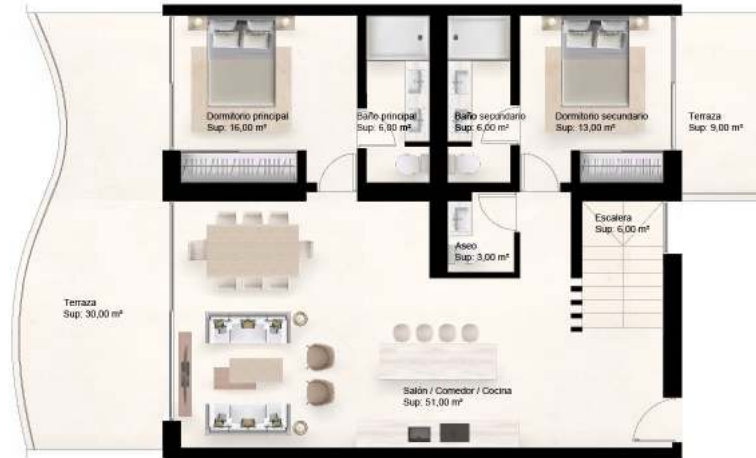 Dormitorio principal
Sup: 16,00 m²
Baño principal
Sup: 6,00 m²
Baño secundario
Sup: 6,00 m²
Dormitorio secundario
Sup: 13,00 m²
Terraza
Sup: 9,00 m²
Escalera
Sup: 6,00 m²
Aseo
Sup: 3,00 m²
Terraza
Sup: 30,00 m²
Salón / Comedor / Cocina
Sup: 51,00 m²